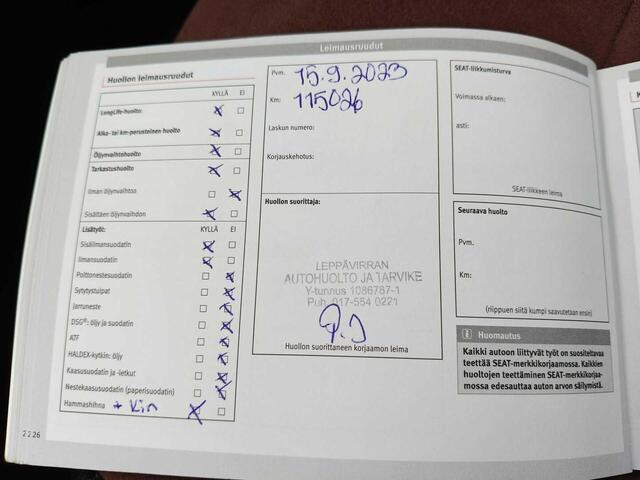 Leimausruudut
Huollon leimausruudut
KYLLÄ EI
LongLife-huolto:
Aika- tai km-perusteinen huolto
Öljynvaihtohuolto
Tarkastushuolto
Ilman öljynvaihtoa
Sisältäen öljynvaihdon
Lisätyöt: KYLLÄ EI
Sisäilmansuodatin
Ilmansuodatin
Polttonestesuodatin
Sytytystulpat
Jarruneste
DSG®: öljy ja suodatin
ATF
HALDEX-kytkin: öljy
Kaasusuodatin ja -letkut
Nestekaasusuodatin (paperisuodatin)
Hammashihna + Kin
2226
Pvm. 15.9.2023
Km: 115026
Laskun numero:
Korjauskehotus:
Huollon suorittaja:
LEPPÄVIRRAN
AUTOHUOLTO JA TARVIKE
Y-tunnus 1086787-1
Puh. 017-554 0221
Huollon suorittaneen korjaamon leima
SEAT-liikkumisturva
Voimassa alkaen:
asti:
SEAT-liikkeen leima
Seuraava huolto
Pvm.
Km:
(riippuen siitä kumpi saavutetaan ensin)
Huomautus
Kaikki autoon liittyvät työt on suositeltavaa
teettää SEAT-merkkikorjaamossa. Kaikkien
huoltojen teettäminen SEAT-merkkikorjaa-
mossa edesauttaa auton arvon säilymistä.